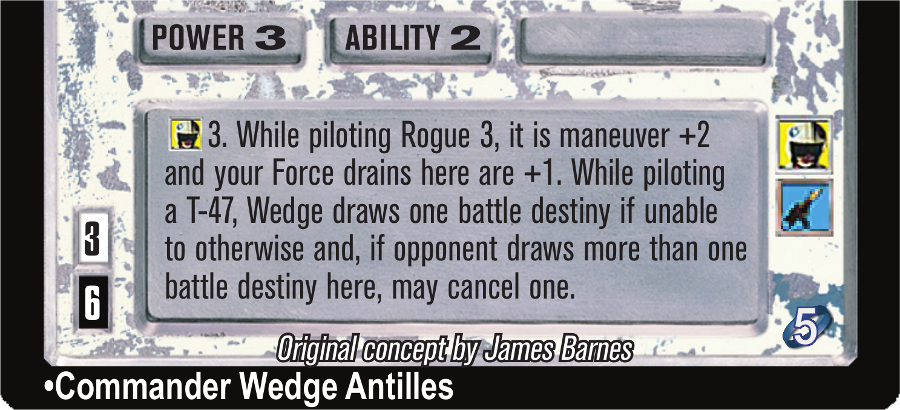 POWER 3 ABILITY 2
3. While piloting Rogue 3, it is maneuver +2
and your Force drains here are +1. While piloting
a T-47, Wedge draws one battle destiny if unable
to otherwise and, if opponent draws more than one
battle destiny here, may cancel one.
3
6
5
Original concept by James Barnes
•Commander Wedge Antilles